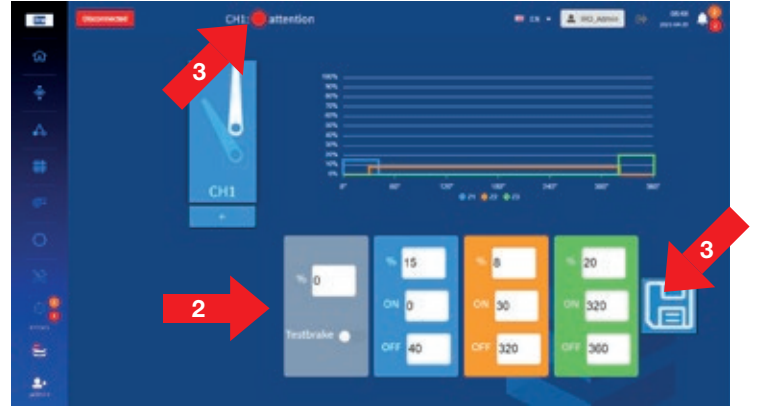 Disconnected
CH1: attention
EN
3
CH1
+
100%
90%
80%
70%
60%
50%
40%
30%
20%
10%
0%
0° 60° 120° 180° 240° 300° 360°
Z1 Z2 Z3
3
2
% 0
Testbrake
% 15
ON 0
OFF 40
% 8
ON 30
OFF 320
% 20
ON 320
OFF 360